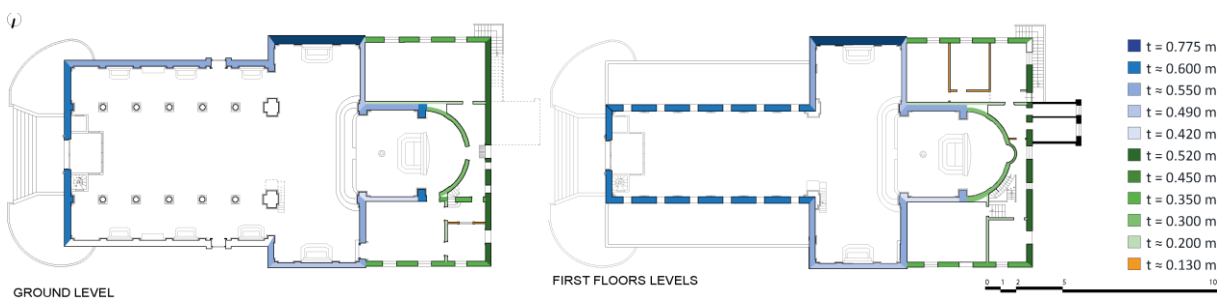 GROUND LEVEL
FIRST FLOORS LEVELS
t = 0.775 m
t ≈ 0.600 m
t ≈ 0.550 m
t = 0.490 m
t = 0.420 m
t = 0.520 m
t = 0.450 m
t = 0.350 m
t = 0.300 m
t ≈ 0.200 m
t ≈ 0.130 m
0 1 2 5 10